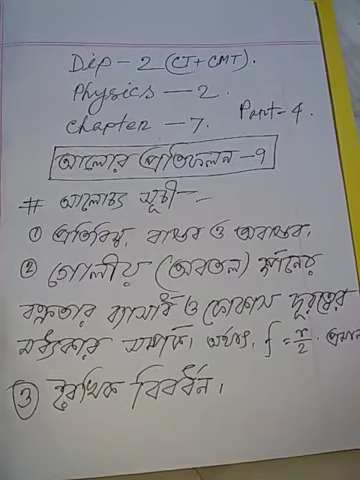 Dip - 2 (CT+CMT).
Physics - 2.
Part - 4.
Chapter - 7.
আলোর প্রতিফলন - 9
# আলোচ্য সূচী --
① প্রতিবিম্ব, বাস্তব ও অবাস্তব,
② গোলীয় (অবতল) দর্পনের
বক্রতার ব্যাসার্ধ ও ফোকাস দূরত্বের
মধ্যকার সম্পর্ক। অর্থাৎ, f = r/2. প্রমান
③ রৈখিক বিবর্ধন।